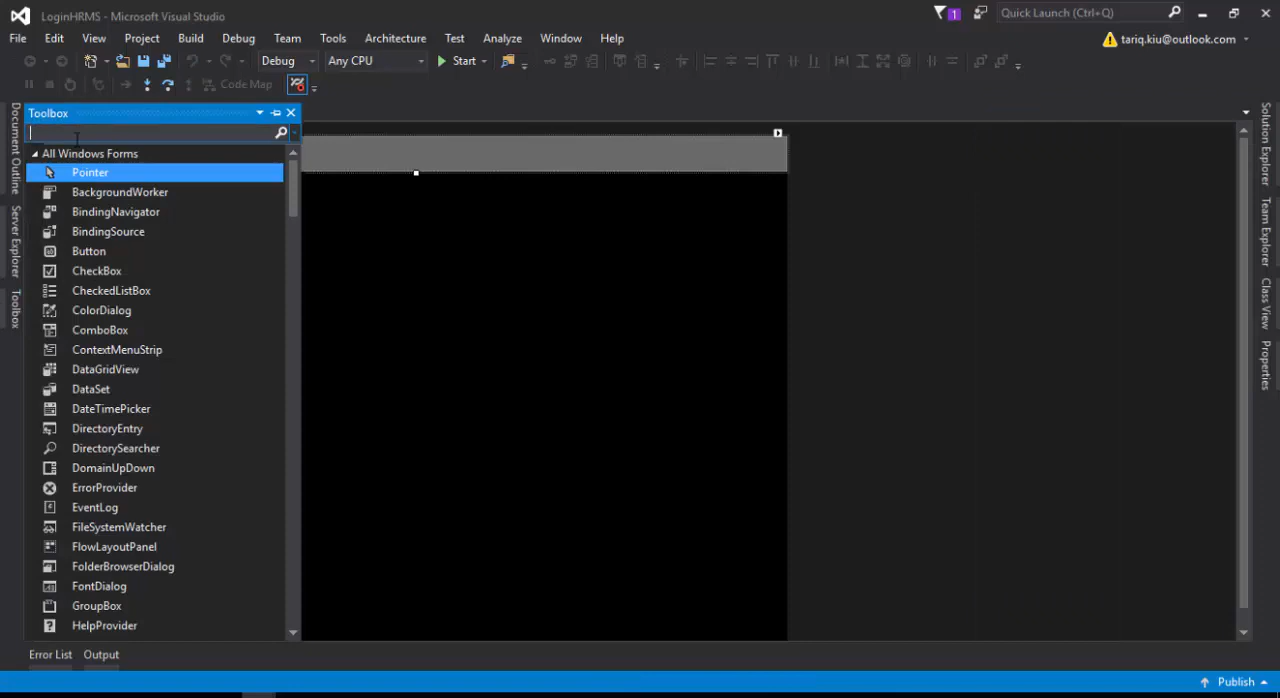 LoginHRMS - Microsoft Visual Studio
1
Quick Launch (Ctrl+Q)
File Edit View Project Build Debug Team Tools Architecture Test Analyze Window Help
tariq.kiu@outlook.com
Debug Any CPU Start
Code Map
Toolbox
All Windows Forms
Pointer
BackgroundWorker
BindingNavigator
BindingSource
Button
CheckBox
CheckedListBox
ColorDialog
ComboBox
ContextMenuStrip
DataGridView
DataSet
DateTimePicker
DirectoryEntry
DirectorySearcher
DomainUpDown
ErrorProvider
EventLog
FileSystemWatcher
FlowLayoutPanel
FolderBrowserDialog
FontDialog
GroupBox
HelpProvider
Document Outline
Server Explorer
Toolbox
Solution Explorer
Team Explorer
Class View
Properties
Error List Output
Publish